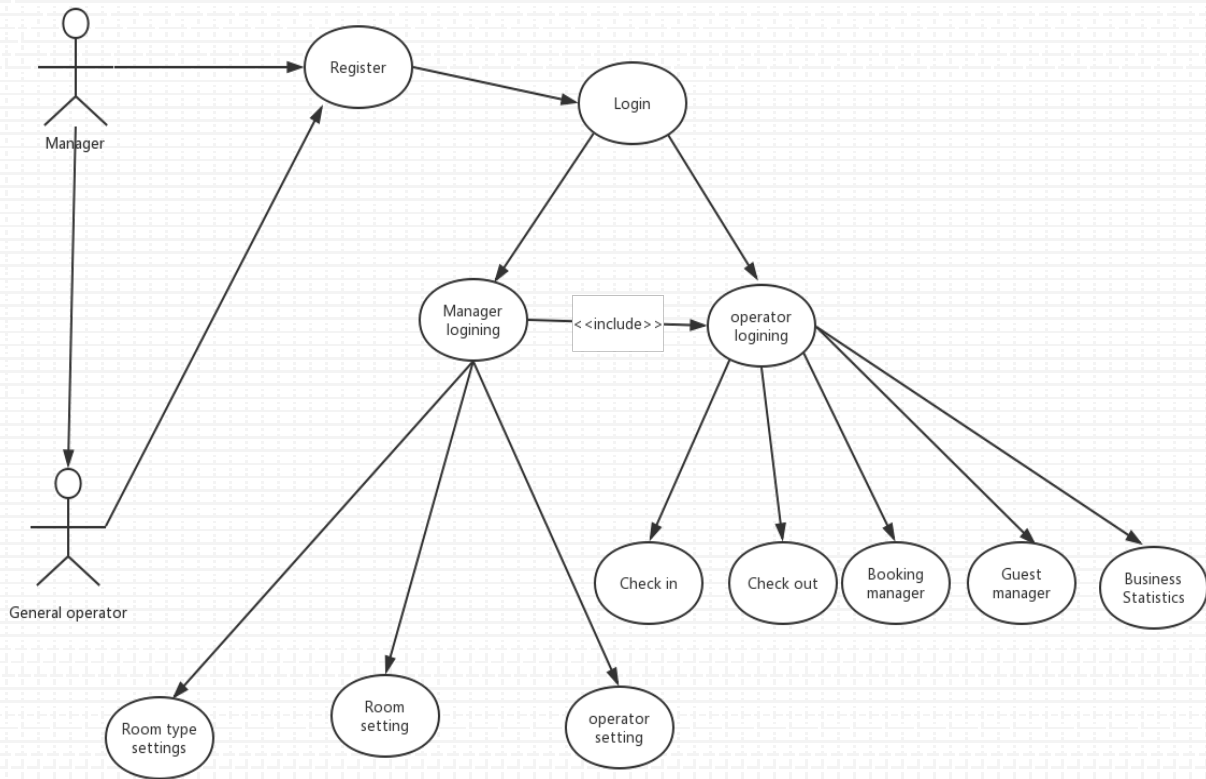 Register
Login
Manager
Manager
logining
<<include>>
operator
logining
Check in
Check out
Booking
manager
Guest
manager
Business
Statistics
General operator
Room type
settings
Room
setting
operator
setting